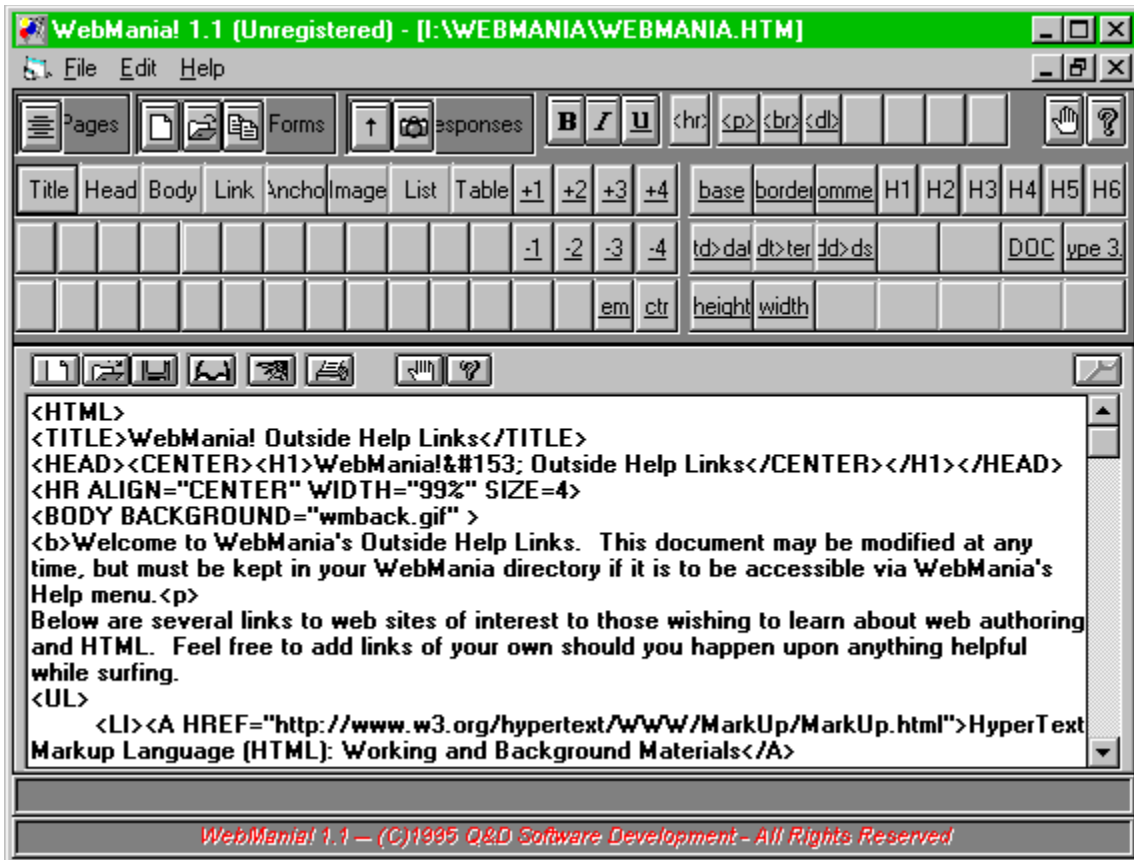 WebMania! 1.1 (Unregistered) - [I:\WEBMANIA\WEBMANIA.HTM]
File Edit Help
Pages Forms esponses B I U <hr> <p> <br> <dl>
Title Head Body Link Ancho Image List Table +1 +2 +3 +4 base border omme H1 H2 H3 H4 H5 H6
-1 -2 -3 -4 td>dat dt>ter dd>ds DOC ype 3.
em ctr height width
<HTML>
<TITLE>WebMania! Outside Help Links</TITLE>
<HEAD><CENTER><H1>WebMania!&#153; Outside Help Links</CENTER></H1></HEAD>
<HR ALIGN="CENTER" WIDTH="99%" SIZE=4>
<BODY BACKGROUND="wmback.gif" >
<b>Welcome to WebMania's Outside Help Links.  This document may be modified at any
time, but must be kept in your WebMania directory if it is to be accessible via WebMania's
Help menu.<p>
Below are several links to web sites of interest to those wishing to learn about web authoring
and HTML.  Feel free to add links of your own should you happen upon anything helpful
while surfing.
<UL>
<LI><A HREF="http://www.w3.org/hypertext/WWW/MarkUp/MarkUp.html">HyperText
Markup Language (HTML): Working and Background Materials</A>
WebMania! 1.1 — (C)1995 Q&D Software Development - All Rights Reserved